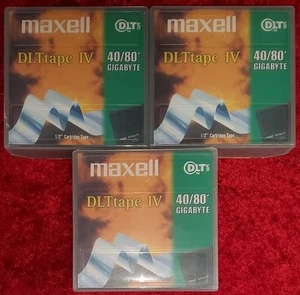 maxell DLT
DLTtape IV 40/80*
GIGABYTE
1/2" Cartridge Tape
maxell DLT
DLTtape IV 40/80*
GIGABYTE
1/2" Cartridge Tape
maxell DLT
DLTtape IV 40/80*
GIGABYTE